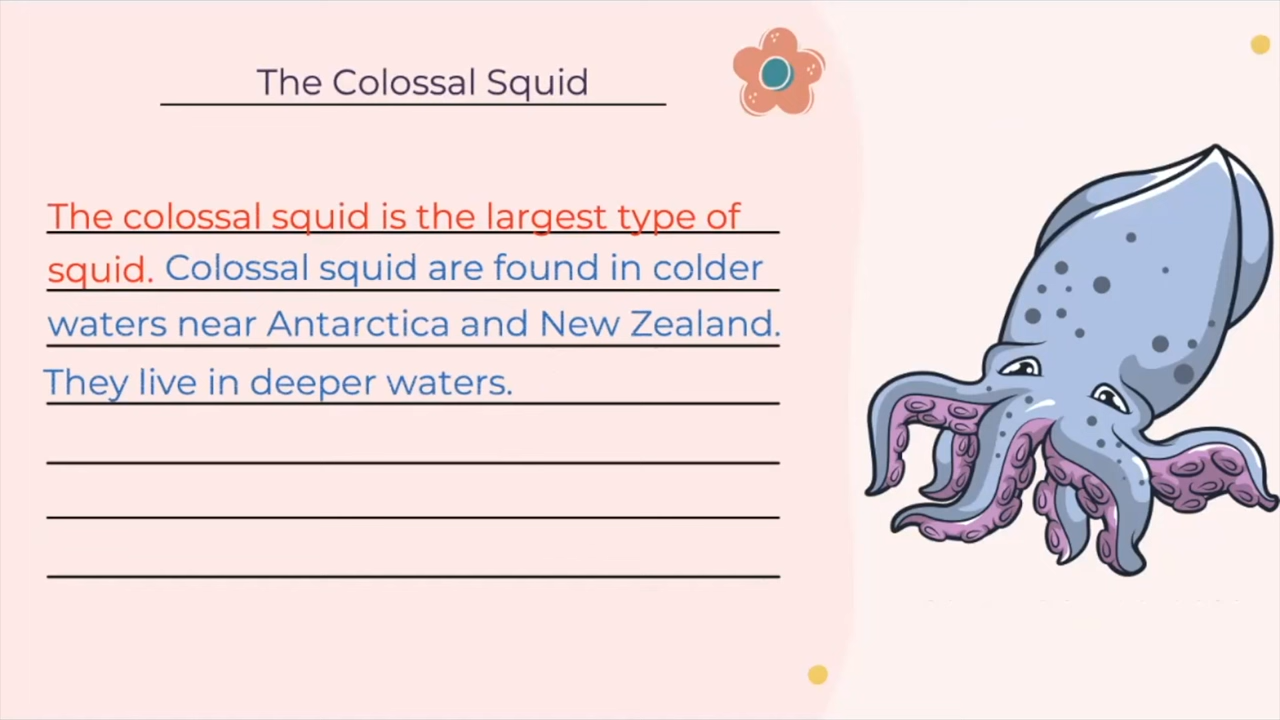 The Colossal Squid
The colossal squid is the largest type of
squid. Colossal squid are found in colder
waters near Antarctica and New Zealand.
They live in deeper waters.